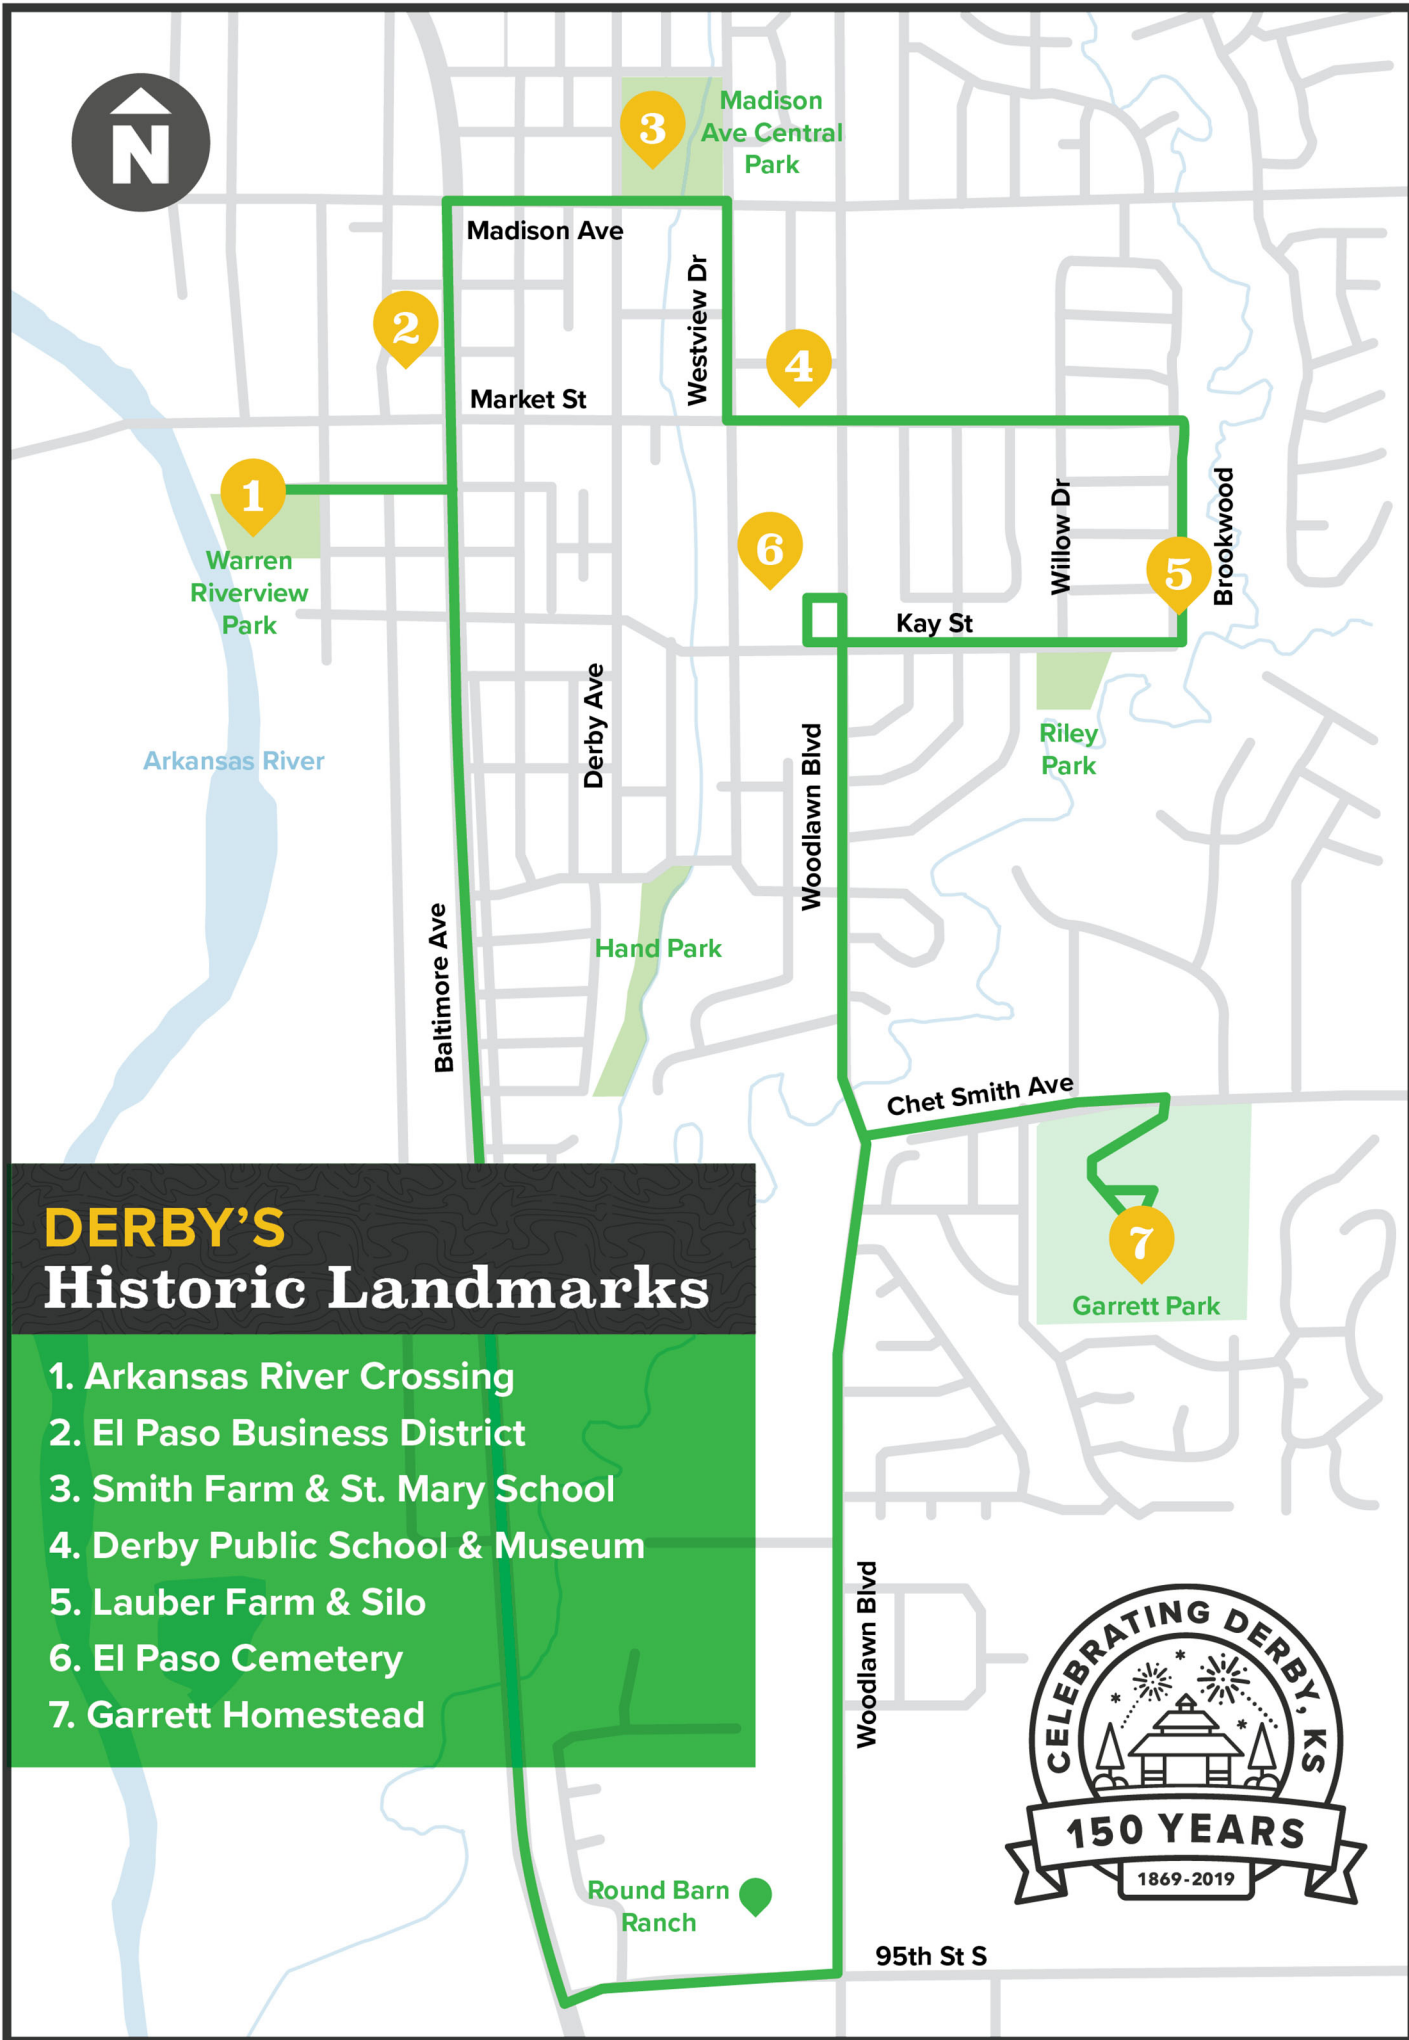 N
3
Madison
Ave Central
Park
Madison Ave
2
Westview Dr
4
Market St
1
Warren
Riverview
Park
6
Willow Dr
5
Brookwood
Kay St
Derby Ave
Riley
Park
Arkansas River
Woodlawn Blvd
Baltimore Ave
Hand Park
Chet Smith Ave
7
Garrett Park
DERBY'S
Historic Landmarks
1. Arkansas River Crossing
2. El Paso Business District
3. Smith Farm & St. Mary School
4. Derby Public School & Museum
5. Lauber Farm & Silo
6. El Paso Cemetery
7. Garrett Homestead
Woodlawn Blvd
CELEBRATING DERBY, KS
150 YEARS
1869-2019
Round Barn
Ranch
95th St S